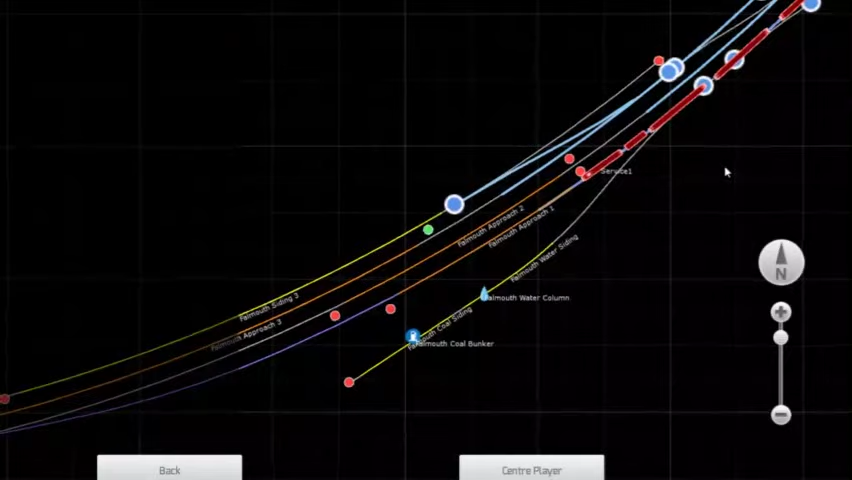 Service1
Falmouth Approach 2
Falmouth Approach 1
Falmouth Water Siding
Falmouth Siding 3
Falmouth Water Column
Falmouth Coal Siding
Falmouth Approach 3
Falmouth Coal Bunker
N
Back
Centre Player